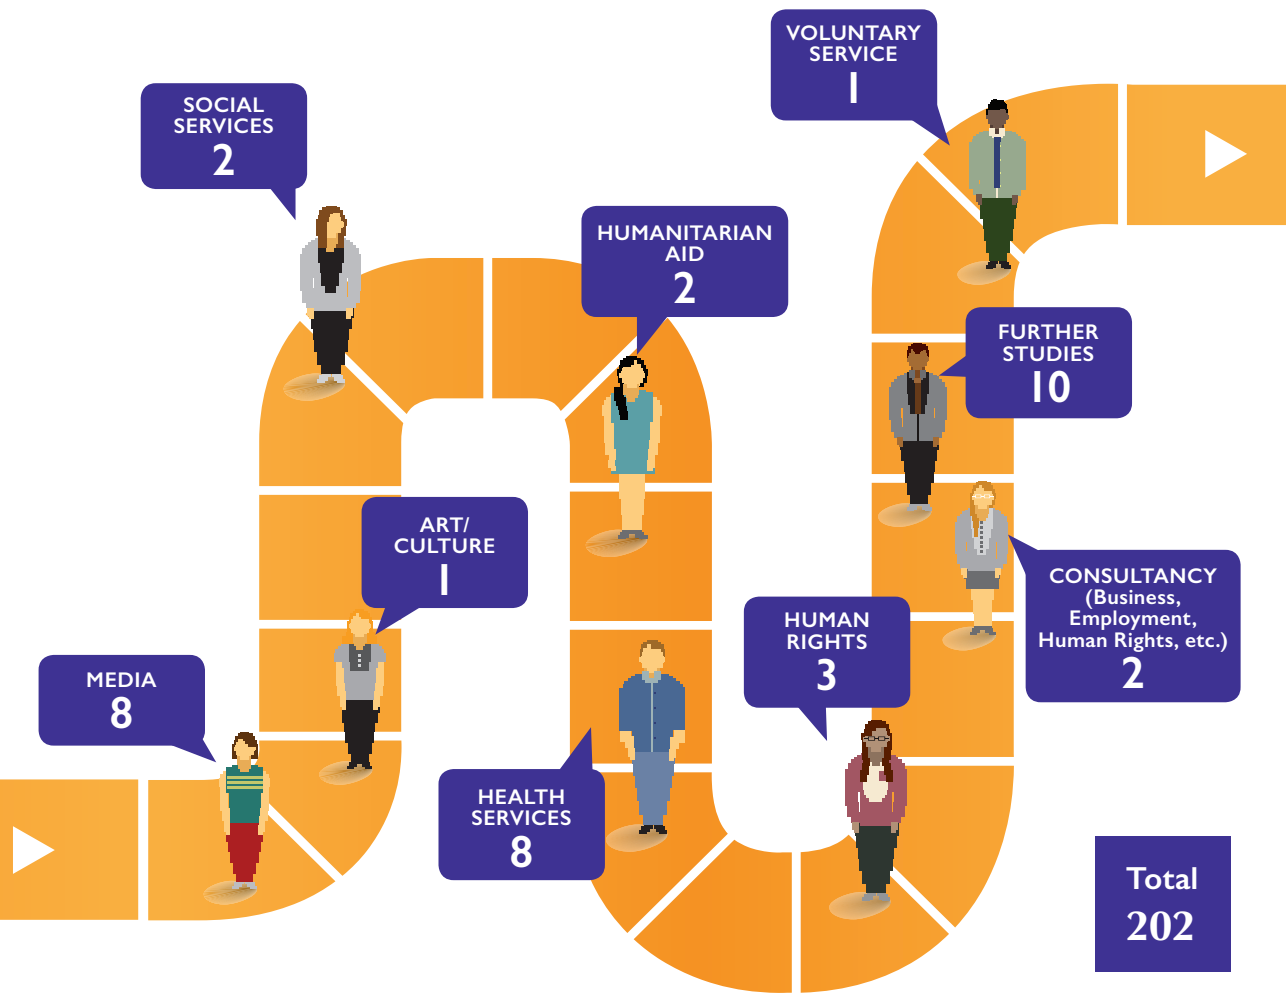 VOLUNTARY
SERVICE
1
SOCIAL
SERVICES
2
HUMANITARIAN
AID
2
FURTHER
STUDIES
10
ART/
CULTURE
1
CONSULTANCY
(Business,
Employment,
Human Rights, etc.)
2
HUMAN
RIGHTS
3
MEDIA
8
HEALTH
SERVICES
8
Total
202